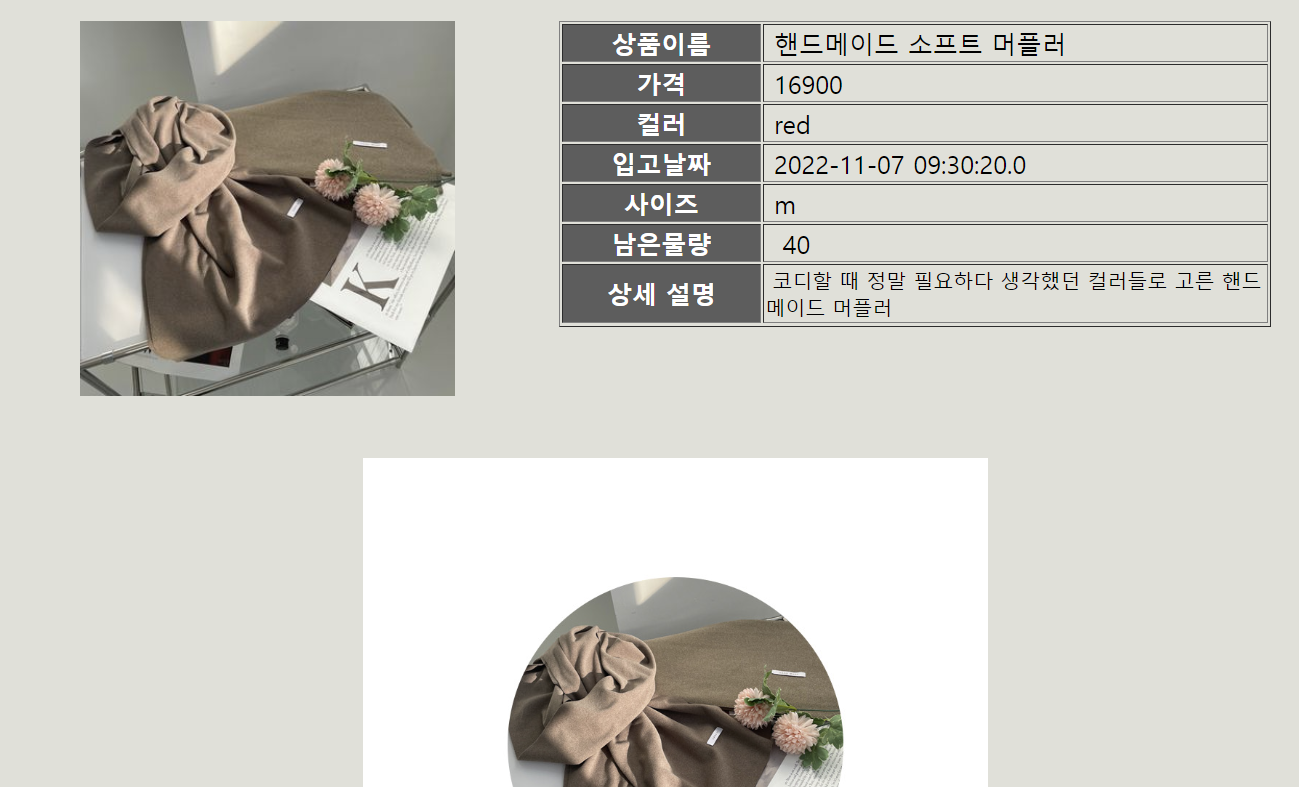 상품이름 핸드메이드 소프트 머플러
가격 16900
컬러 red
입고날짜 2022-11-07 09:30:20.0
사이즈 m
남은물량 40
상세 설명 코디할 때 정말 필요하다 생각했던 컬러들로 고른 핸드
메이드 머플러
K